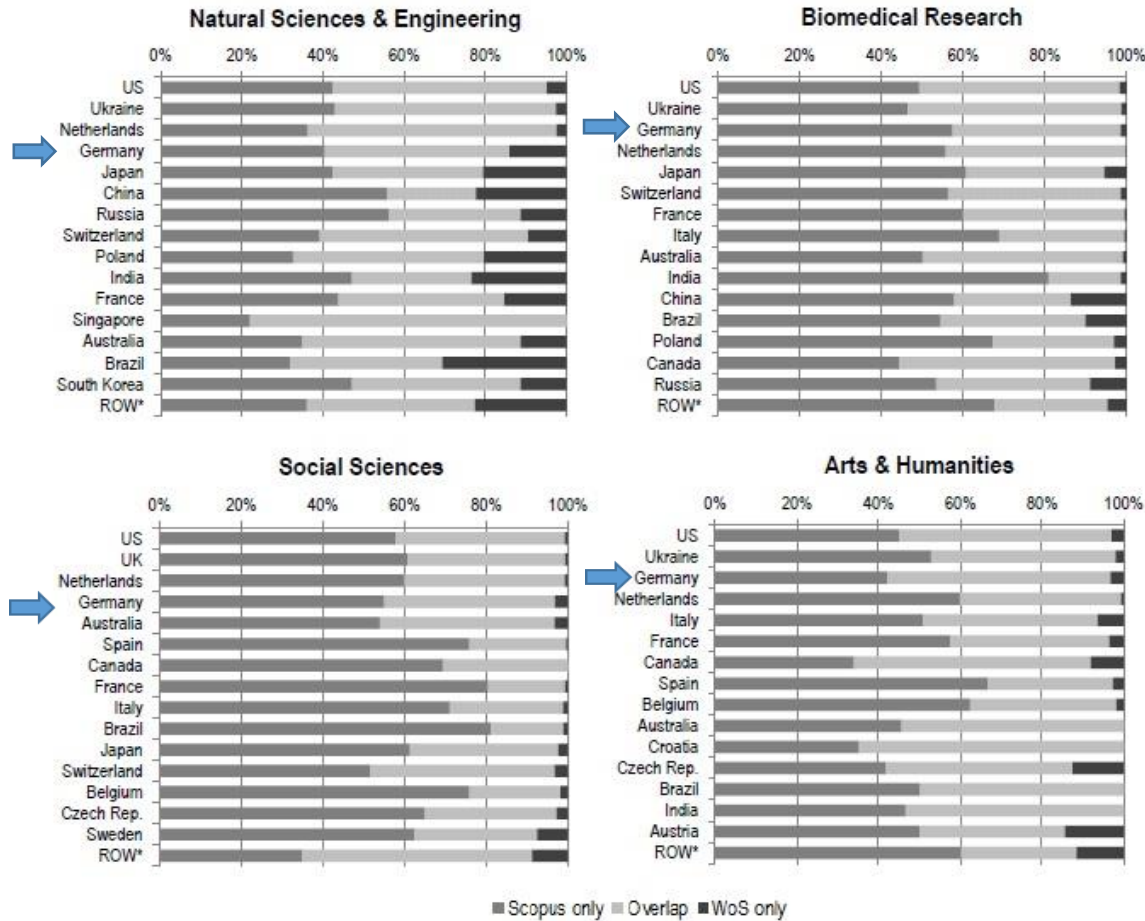 Natural Sciences & Engineering
0% 20% 40% 60% 80% 100%
US
Ukraine
Netherlands
Germany
Japan
China
Russia
Switzerland
Poland
India
France
Singapore
Australia
Brazil
South Korea
ROW*
Biomedical Research
0% 20% 40% 60% 80% 100%
US
Ukraine
Germany
Netherlands
Japan
Switzerland
France
Italy
Australia
India
China
Brazil
Poland
Canada
Russia
ROW*
Social Sciences
0% 20% 40% 60% 80% 100%
US
UK
Netherlands
Germany
Australia
Spain
Canada
France
Italy
Brazil
Japan
Switzerland
Belgium
Czech Rep.
Sweden
ROW*
Arts & Humanities
0% 20% 40% 60% 80% 100%
US
Ukraine
Germany
Netherlands
Italy
France
Canada
Spain
Belgium
Australia
Croatia
Czech Rep.
Brazil
India
Austria
ROW*
Scopus only Overlap WoS only